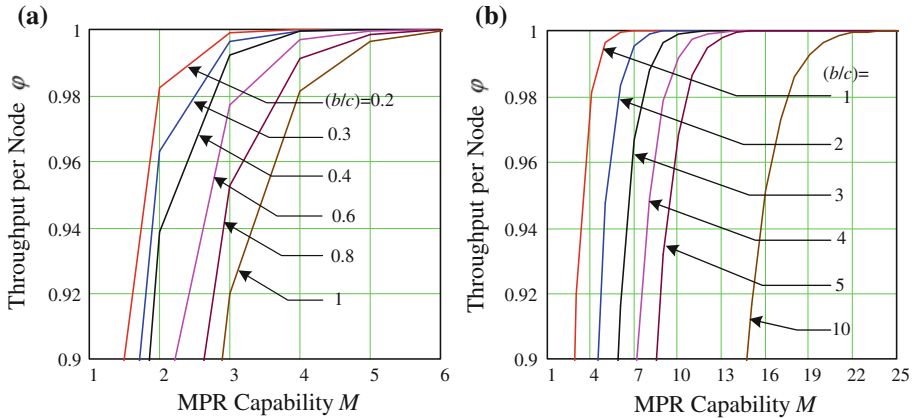 (a)
Throughput per Node φ
1
0.98
0.96
0.94
0.92
0.9
(b/c)=0.2
0.3
0.4
0.6
0.8
1
1 2 3 4 5 6
MPR Capability M
(b)
Throughput per Node φ
1
0.98
0.96
0.94
0.92
0.9
(b/c)=
1
2
3
4
5
10
1 4 7 10 13 16 19 22 25
MPR Capability M